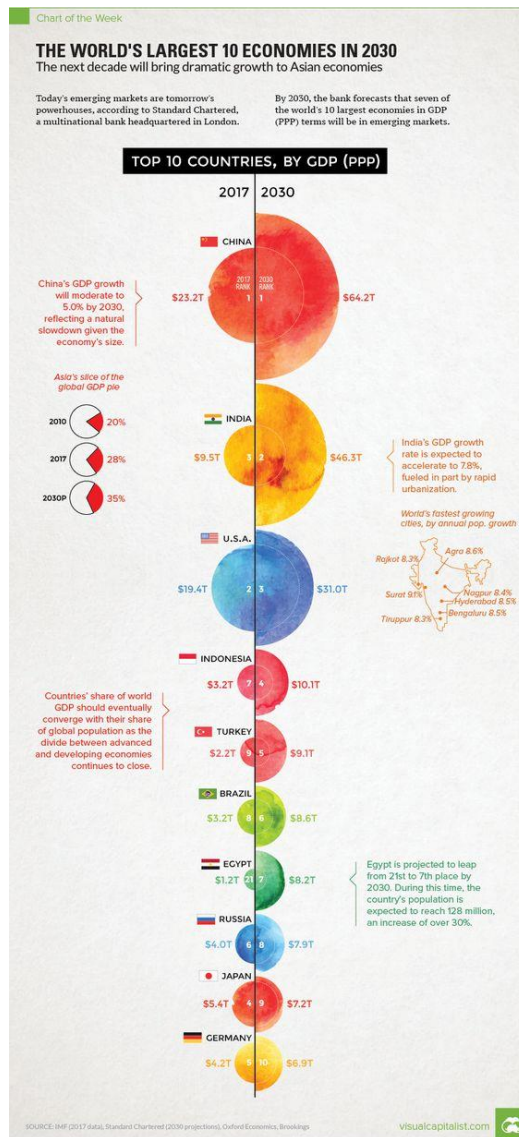 Chart of the Week
THE WORLD'S LARGEST 10 ECONOMIES IN 2030
The next decade will bring dramatic growth to Asian economies
Today's emerging markets are tomorrow's
powerhouses, according to Standard Chartered,
a multinational bank headquartered in London.
By 2030, the bank forecasts that seven of
the world's 10 largest economies in GDP
(PPP) terms will be in emerging markets.
TOP 10 COUNTRIES, BY GDP (PPP)
2017 2030
CHINA
2017 RANK 1
2030 RANK 1
$23.2T
$64.2T
China's GDP growth
will moderate to
5.0% by 2030,
reflecting a natural
slowdown given the
economy's size.
Asia's slice of the
global GDP pie
2010 20%
2017 28%
2030P 35%
INDIA
$9.5T 3 2 $46.3T
India's GDP growth
rate is expected to
accelerate to 7.8%,
fueled in part by rapid
urbanization.
World's fastest growing
cities, by annual pop. growth
Agro 8.6%
Rajkot 8.3%
Surat 9.1%
Nagpur 8.4%
Hyderabad 8.5%
Bengaluru 8.5%
Tiruppur 8.3%
U.S.A.
$19.4T 2 3 $31.0T
INDONESIA
$3.2T 7 4 $10.1T
Countries' share of world
GDP should eventually
converge with their share
of global population as the
divide between advanced
and developing economies
continues to close.
TURKEY
$2.2T 9 5 $9.1T
BRAZIL
$3.2T 8 6 $8.6T
EGYPT
$1.2T 21 7 $8.2T
Egypt is projected to leap
from 21st to 7th place by
2030. During this time, the
country's population is
expected to reach 128 million,
an increase of over 30%.
RUSSIA
$4.0T 6 8 $7.9T
JAPAN
$5.4T 4 9 $7.2T
GERMANY
$4.2T 5 10 $6.9T
SOURCE: IMF (2017 data), Standard Chartered (2030 projections), Oxford Economics, Brookings
visualcapitalist.com